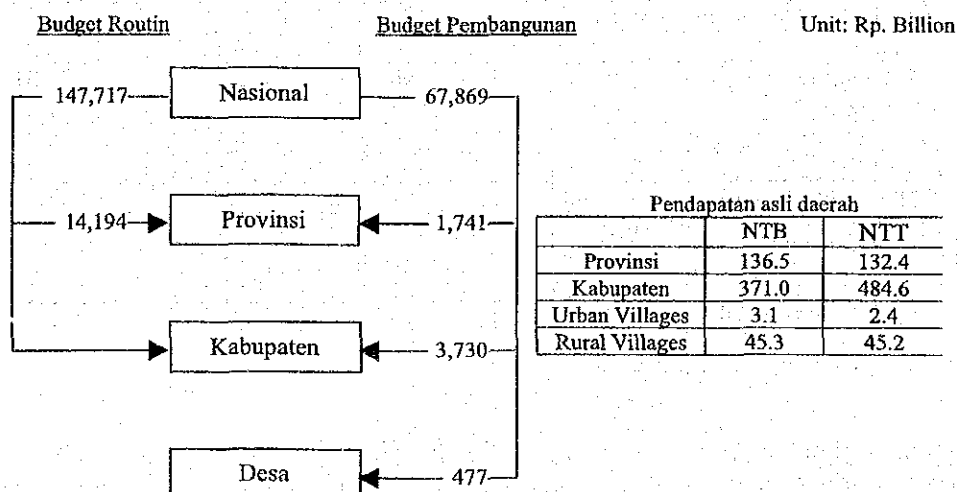 Budget Routin Budget Pembangunan Unit: Rp. Billion
147,717 Nasional 67,869
14,194 Provinsi 1,741
Kabupaten 3,730
Desa 477
Pendapatan asli daerah
NTB NTT
Provinsi 136.5 132.4
Kabupaten 371.0 484.6
Urban Villages 3.1 2.4
Rural Villages 45.3 45.2